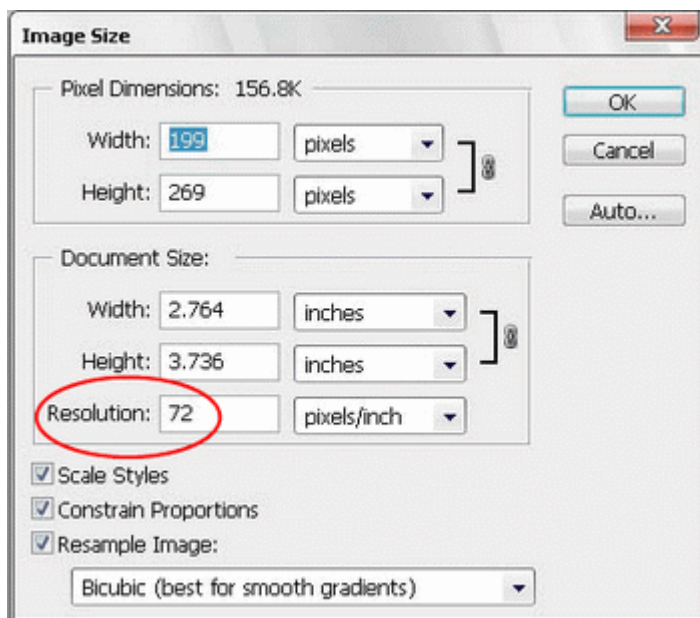 Image Size
Pixel Dimensions: 156.8K
OK
Width: 199 pixels
Cancel
Height: 269 pixels
Auto...
Document Size:
Width: 2.764 inches
Height: 3.736 inches
Resolution: 72 pixels/inch
Scale Styles
Constrain Proportions
Resample Image:
Bicubic (best for smooth gradients)